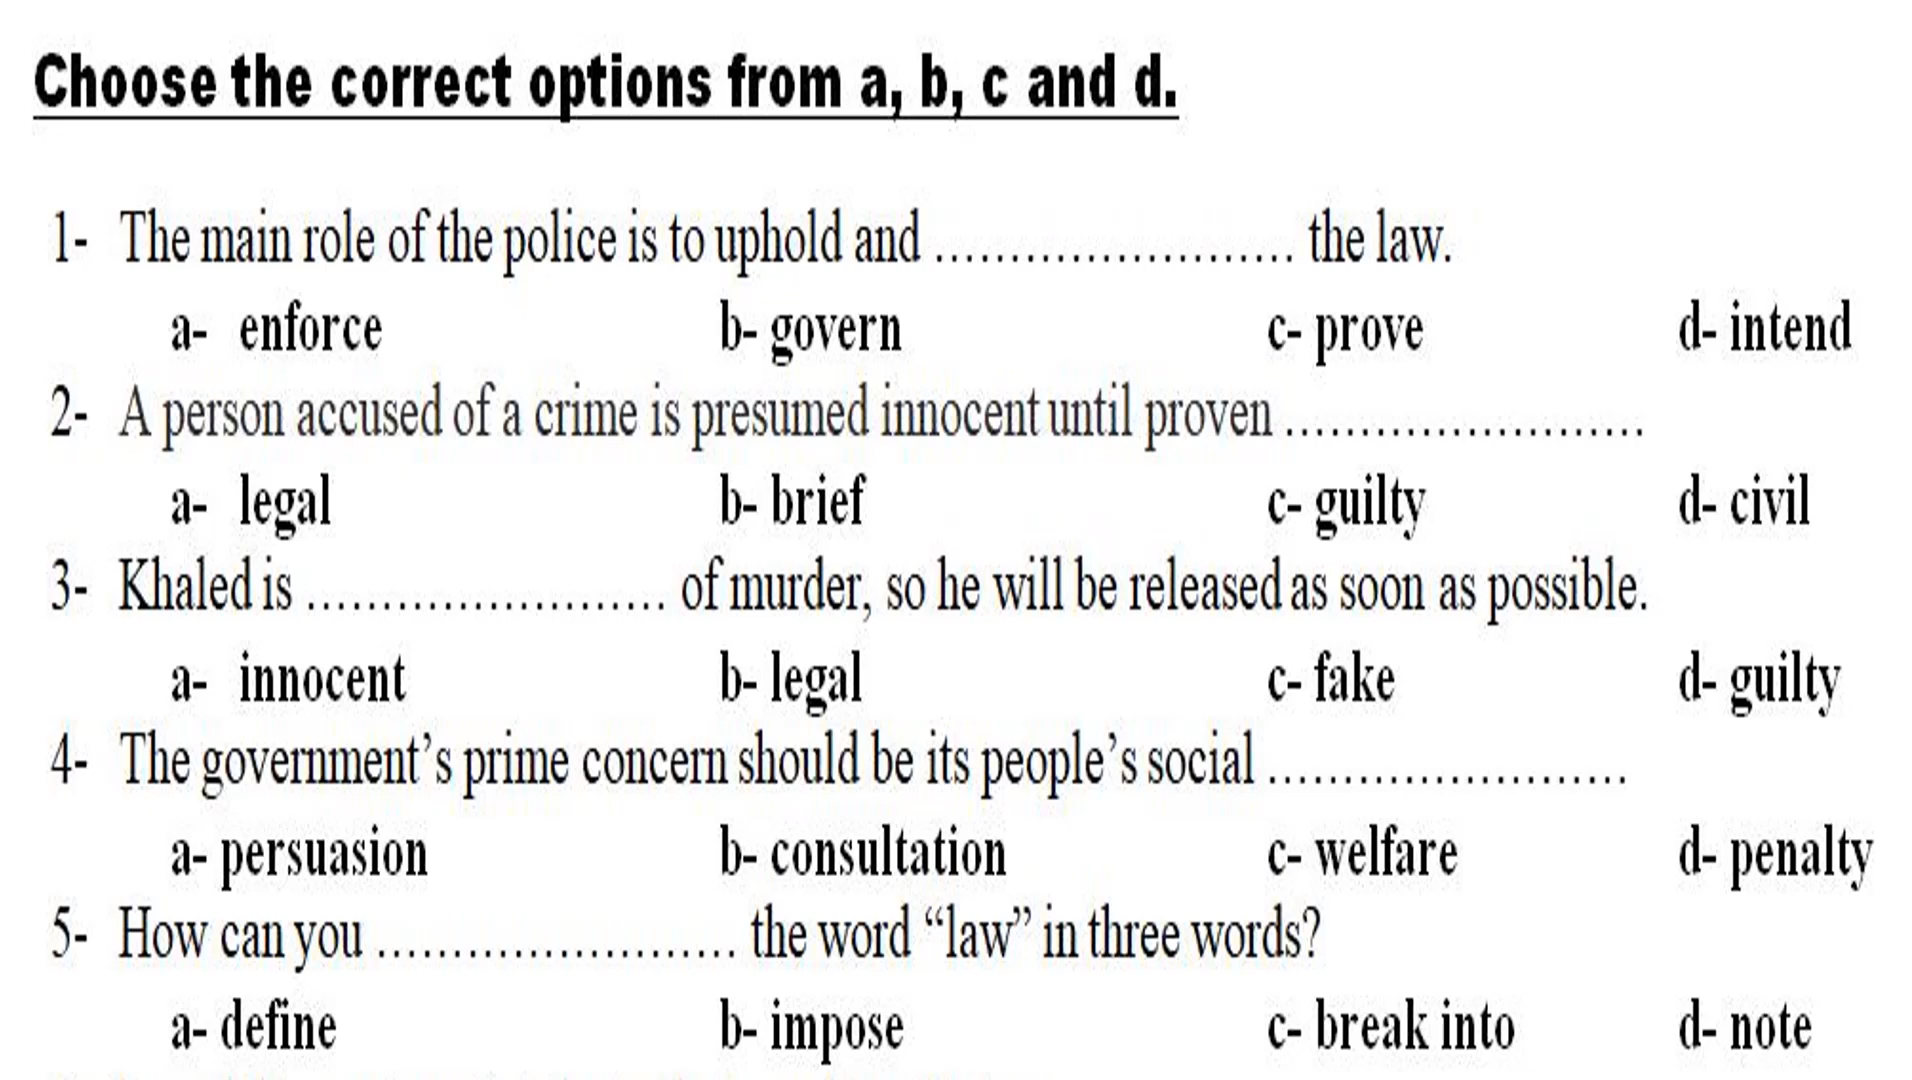 Choose the correct options from a, b, c and d.
1- The main role of the police is to uphold and ........................ the law.
a- enforce b- govern c- prove d- intend
2- A person accused of a crime is presumed innocent until proven ........................
a- legal b- brief c- guilty d- civil
3- Khaled is ........................ of murder, so he will be released as soon as possible.
a- innocent b- legal c- fake d- guilty
4- The government’s prime concern should be its people’s social ........................
a- persuasion b- consultation c- welfare d- penalty
5- How can you ........................ the word “law” in three words?
a- define b- impose c- break into d- note